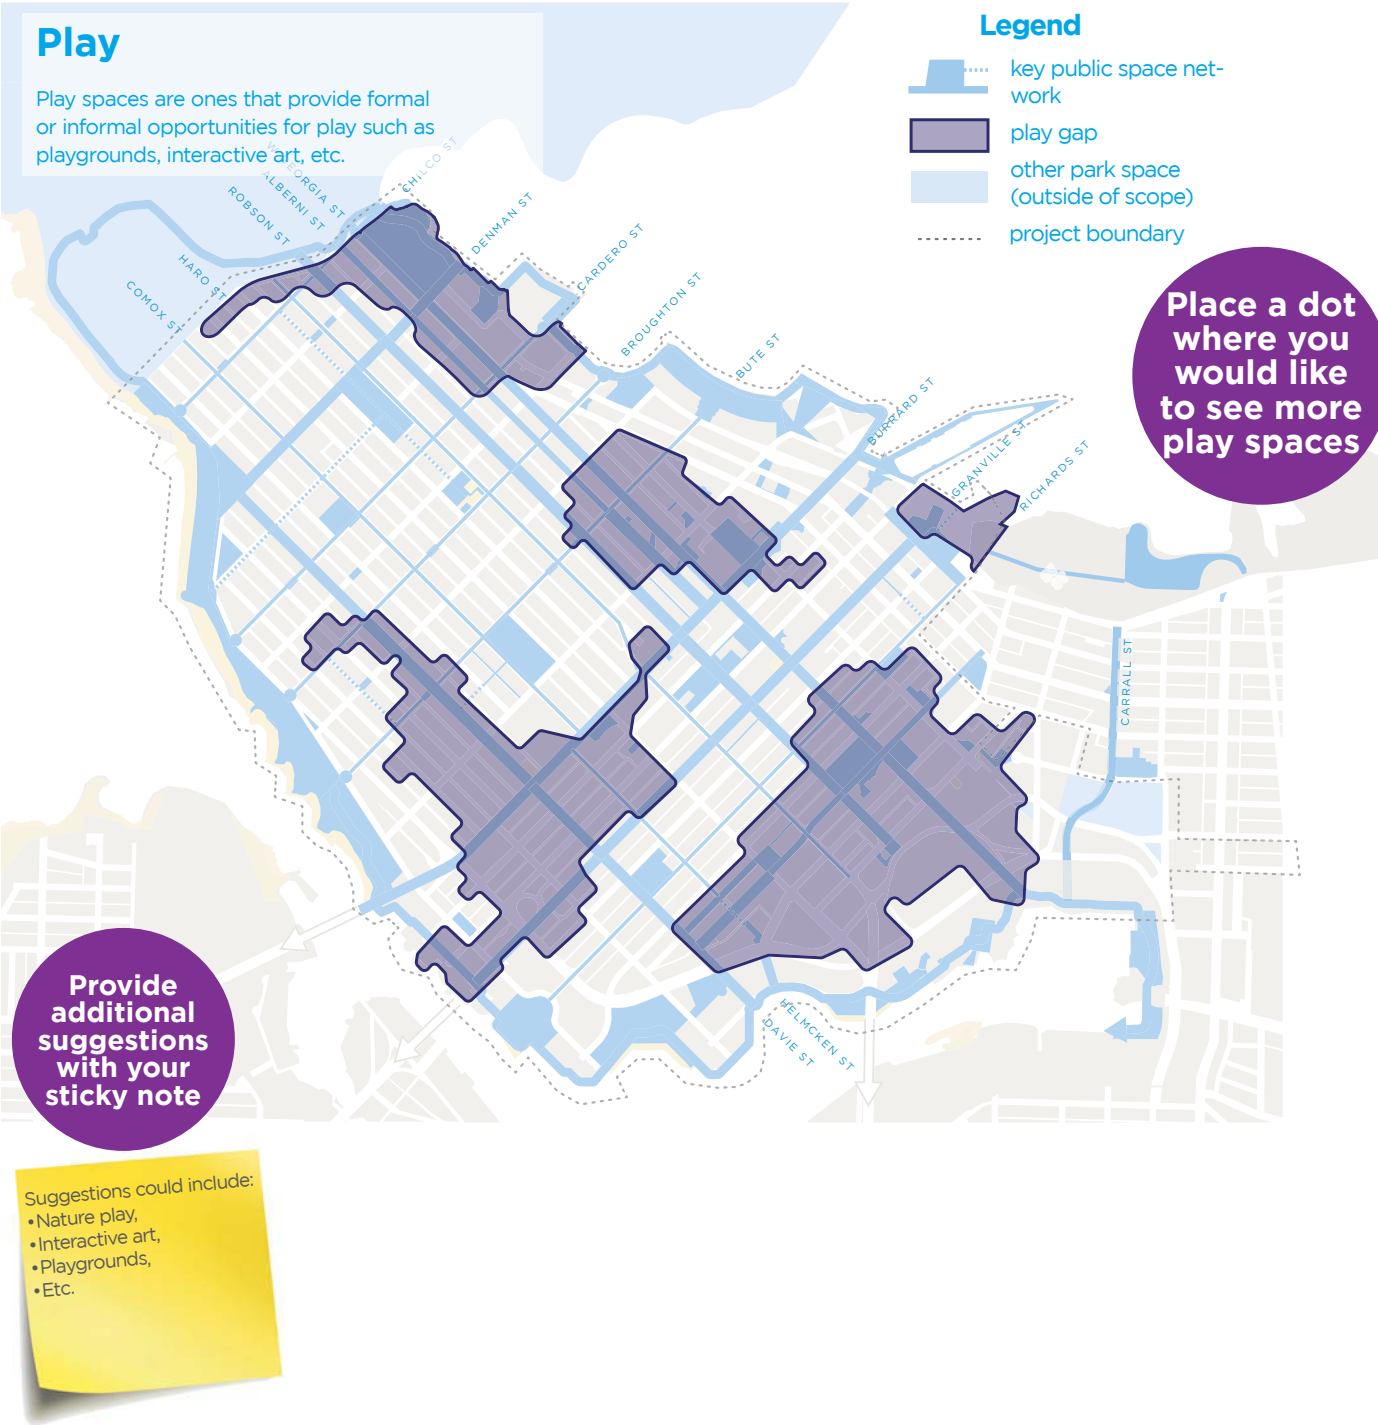 Play
Play spaces are ones that provide formal
or informal opportunities for play such as
playgrounds, interactive art, etc.
Legend
key public space net-
work
play gap
other park space
(outside of scope)
project boundary
Place a dot
where you
would like
to see more
play spaces
W GEORGIA ST
ALBERNI ST
ROBSON ST
HARO ST
COMOX ST
CHILCO ST
DENMAN ST
CARDERO ST
BROUGHTON ST
BUTE ST
BURRARD ST
GRANVILLE ST
RICHARDS ST
CARRALL ST
HELMCKEN ST
DAVIE ST
Provide
additional
suggestions
with your
sticky note
Suggestions could include:
•Nature play,
•Interactive art,
•Playgrounds,
•Etc.